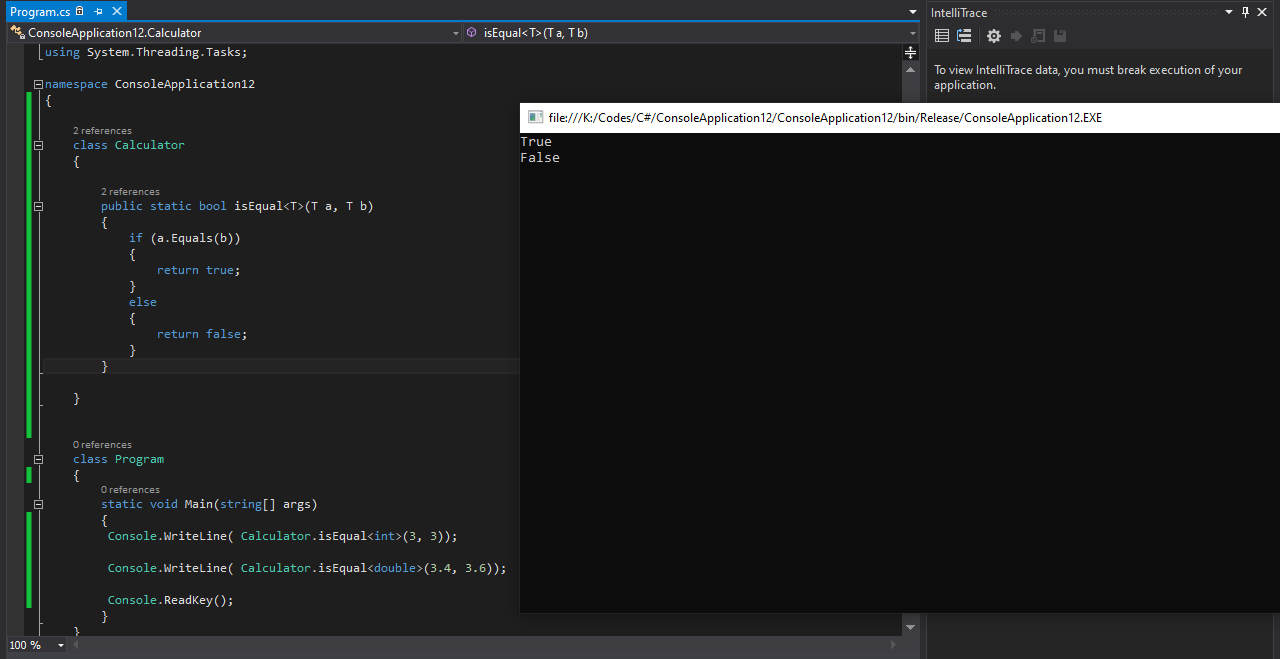 Program.cs
ConsoleApplication12.Calculator
isEqual<T>(T a, T b)
using System.Threading.Tasks;
namespace ConsoleApplication12
{
2 references
class Calculator
{
2 references
public static bool isEqual<T>(T a, T b)
{
if (a.Equals(b))
{
return true;
}
else
{
return false;
}
}
}
0 references
class Program
{
0 references
static void Main(string[] args)
{
Console.WriteLine( Calculator.isEqual<int>(3, 3));
Console.WriteLine( Calculator.isEqual<double>(3.4, 3.6));
Console.ReadKey();
}
}
100 %
IntelliTrace
To view IntelliTrace data, you must break execution of your
application.
file:///K:/Codes/C#/ConsoleApplication12/ConsoleApplication12/bin/Release/ConsoleApplication12.EXE
True
False